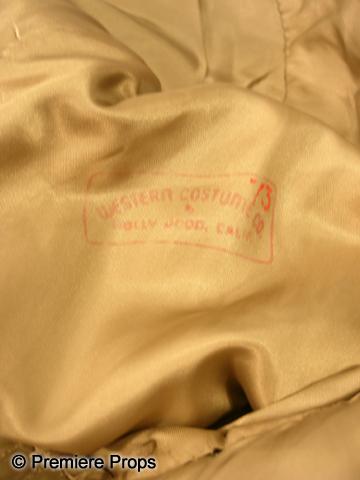 '73
WESTERN COSTUME CO
HOLLYWOOD, CALIF
© Premiere Props